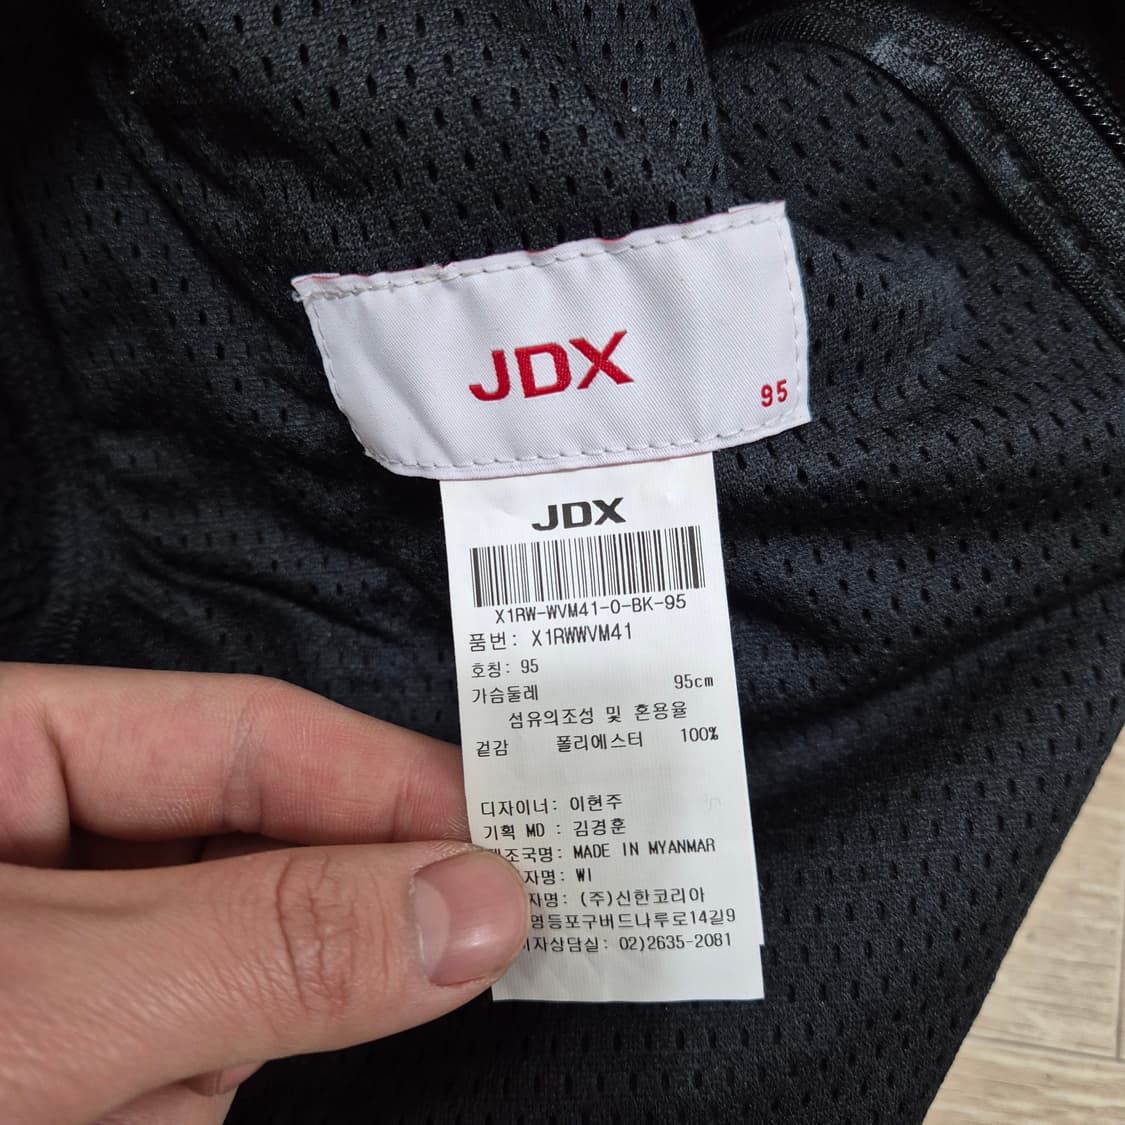 JDX
95
JDX
X1RW-WVM41-0-BK-95
품번: X1RWWVM41
호칭: 95
가슴둘레 95cm
섬유의조성 및 혼용율
겉감 폴리에스터 100%
디자이너: 이현주
기획 MD : 김경훈
조국명: MADE IN MYANMAR
자명: WI
자명: (주)신한코리아
영등포구버드나루로14길9
자상담실: 02)2635-2081